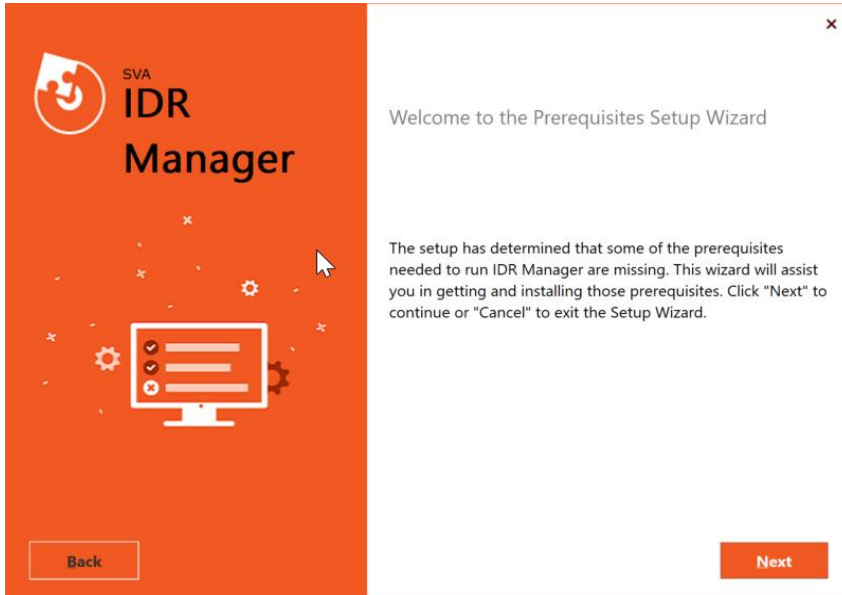 SVA
IDR
Manager
Welcome to the Prerequisites Setup Wizard
The setup has determined that some of the prerequisites
needed to run IDR Manager are missing. This wizard will assist
you in getting and installing those prerequisites. Click "Next" to
continue or "Cancel" to exit the Setup Wizard.
Back
Next